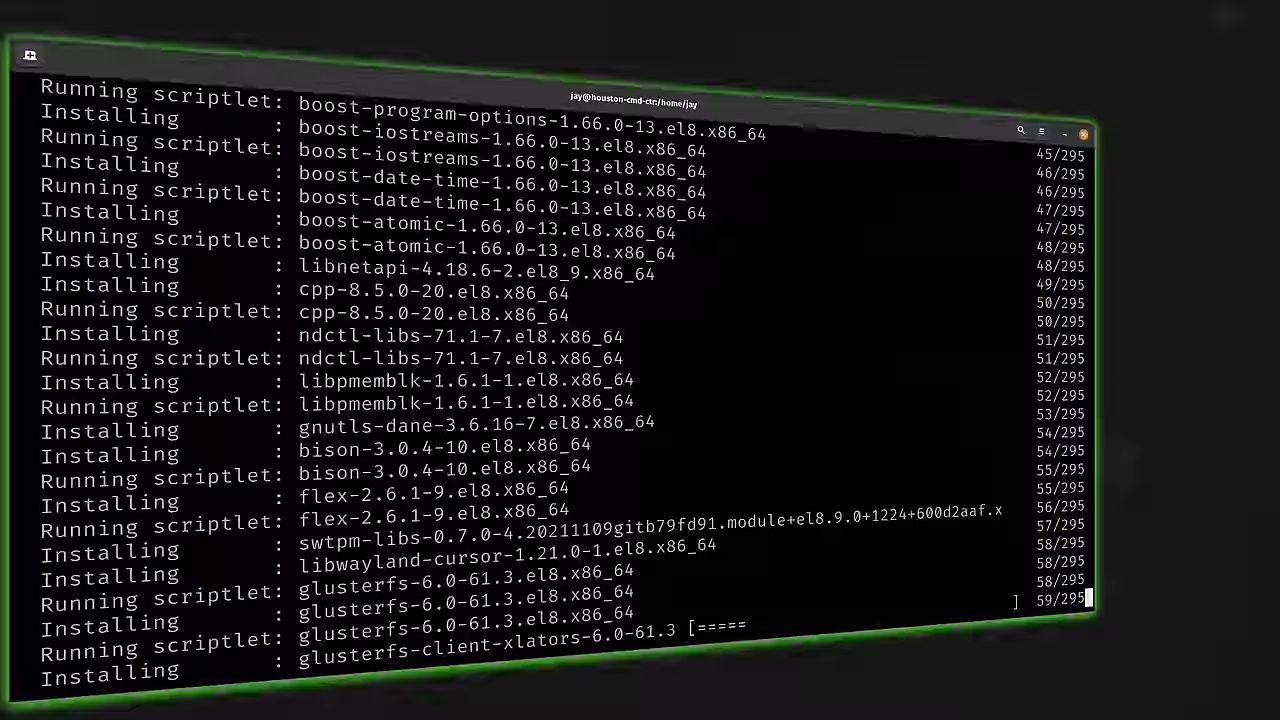 jay@houston-cmd-ctr:/home/jay
Running scriptlet: boost-program-options-1.66.0-13.el8.x86_64 45/295
Installing : boost-iostreams-1.66.0-13.el8.x86_64 46/295
Running scriptlet: boost-iostreams-1.66.0-13.el8.x86_64 46/295
Installing : boost-date-time-1.66.0-13.el8.x86_64 47/295
Running scriptlet: boost-date-time-1.66.0-13.el8.x86_64 47/295
Installing : boost-atomic-1.66.0-13.el8.x86_64 48/295
Running scriptlet: boost-atomic-1.66.0-13.el8.x86_64 48/295
Installing : libnetapi-4.18.6-2.el8_9.x86_64 49/295
Installing : cpp-8.5.0-20.el8.x86_64 50/295
Running scriptlet: cpp-8.5.0-20.el8.x86_64 50/295
Installing : ndctl-libs-71.1-7.el8.x86_64 51/295
Running scriptlet: ndctl-libs-71.1-7.el8.x86_64 51/295
Installing : libpmemblk-1.6.1-1.el8.x86_64 52/295
Running scriptlet: libpmemblk-1.6.1-1.el8.x86_64 52/295
Installing : gnutls-dane-3.6.16-7.el8.x86_64 53/295
Installing : bison-3.0.4-10.el8.x86_64 54/295
Running scriptlet: bison-3.0.4-10.el8.x86_64 54/295
Installing : flex-2.6.1-9.el8.x86_64 55/295
Running scriptlet: flex-2.6.1-9.el8.x86_64 55/295
Installing : swtpm-libs-0.7.0-4.20211109gitb79fd91.module+el8.9.0+1224+600d2aaf.x 56/295
Installing : libwayland-cursor-1.21.0-1.el8.x86_64 57/295
Running scriptlet: glusterfs-6.0-61.3.el8.x86_64 58/295
Installing : glusterfs-6.0-61.3.el8.x86_64 58/295
Running scriptlet: glusterfs-6.0-61.3.el8.x86_64 58/295
Installing : glusterfs-client-xlators-6.0-61.3 [===== ] 59/295